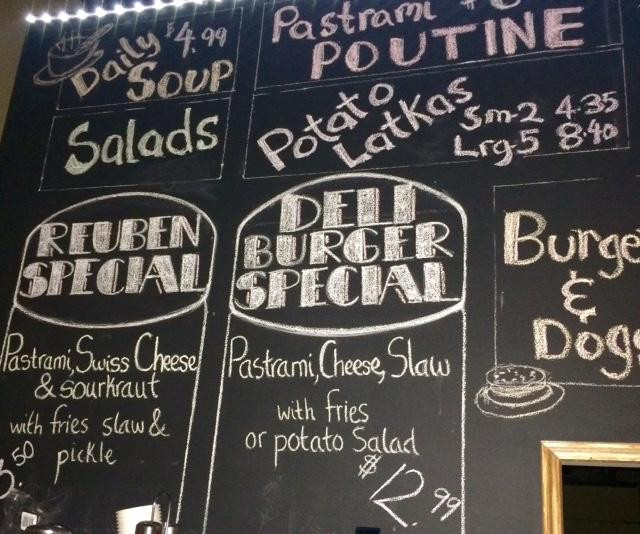 Daily $4.99
Soup
Pastrami
POUTINE
Salads
Potato
Latkas
Sm-2 4.35
Lrg-5 8.40
REUBEN
SPECIAL
Pastrami, Swiss Cheese
& sourkraut
with fries slaw &
pickle
.50
DELI
BURGER
SPECIAL
Pastrami, Cheese, Slaw
with fries
or potato Salad
$12.99
Burge
&
Dogs